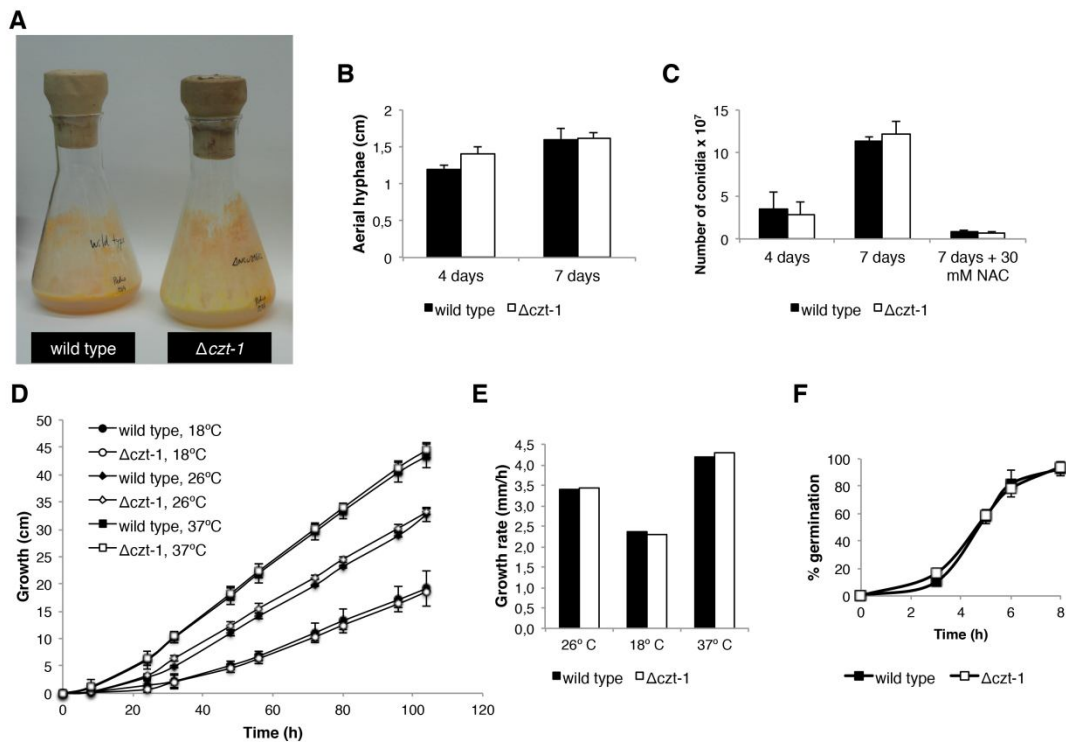 A
wild type
wild type
Δczt-1
B
Aerial hyphae (cm)
2
1,5
1
0,5
0
4 days
7 days
wild type
Δczt-1
C
Number of conidia x 10⁷
15
10
5
0
4 days
7 days
7 days + 30
mM NAC
wild type
Δczt-1
D
Growth (cm)
50
45
40
35
30
25
20
15
10
5
0
wild type, 18ºC
Δczt-1, 18ºC
wild type, 26ºC
Δczt-1, 26ºC
wild type, 37ºC
Δczt-1, 37ºC
0
20
40
60
80
100
120
Time (h)
E
Growth rate (mm/h)
4,5
4,0
3,5
3,0
2,5
2,0
1,5
1,0
0,5
0,0
26º C
18º C
37º C
wild type
Δczt-1
F
% germination
100
80
60
40
20
0
0
2
4
6
8
Time (h)
wild type
Δczt-1